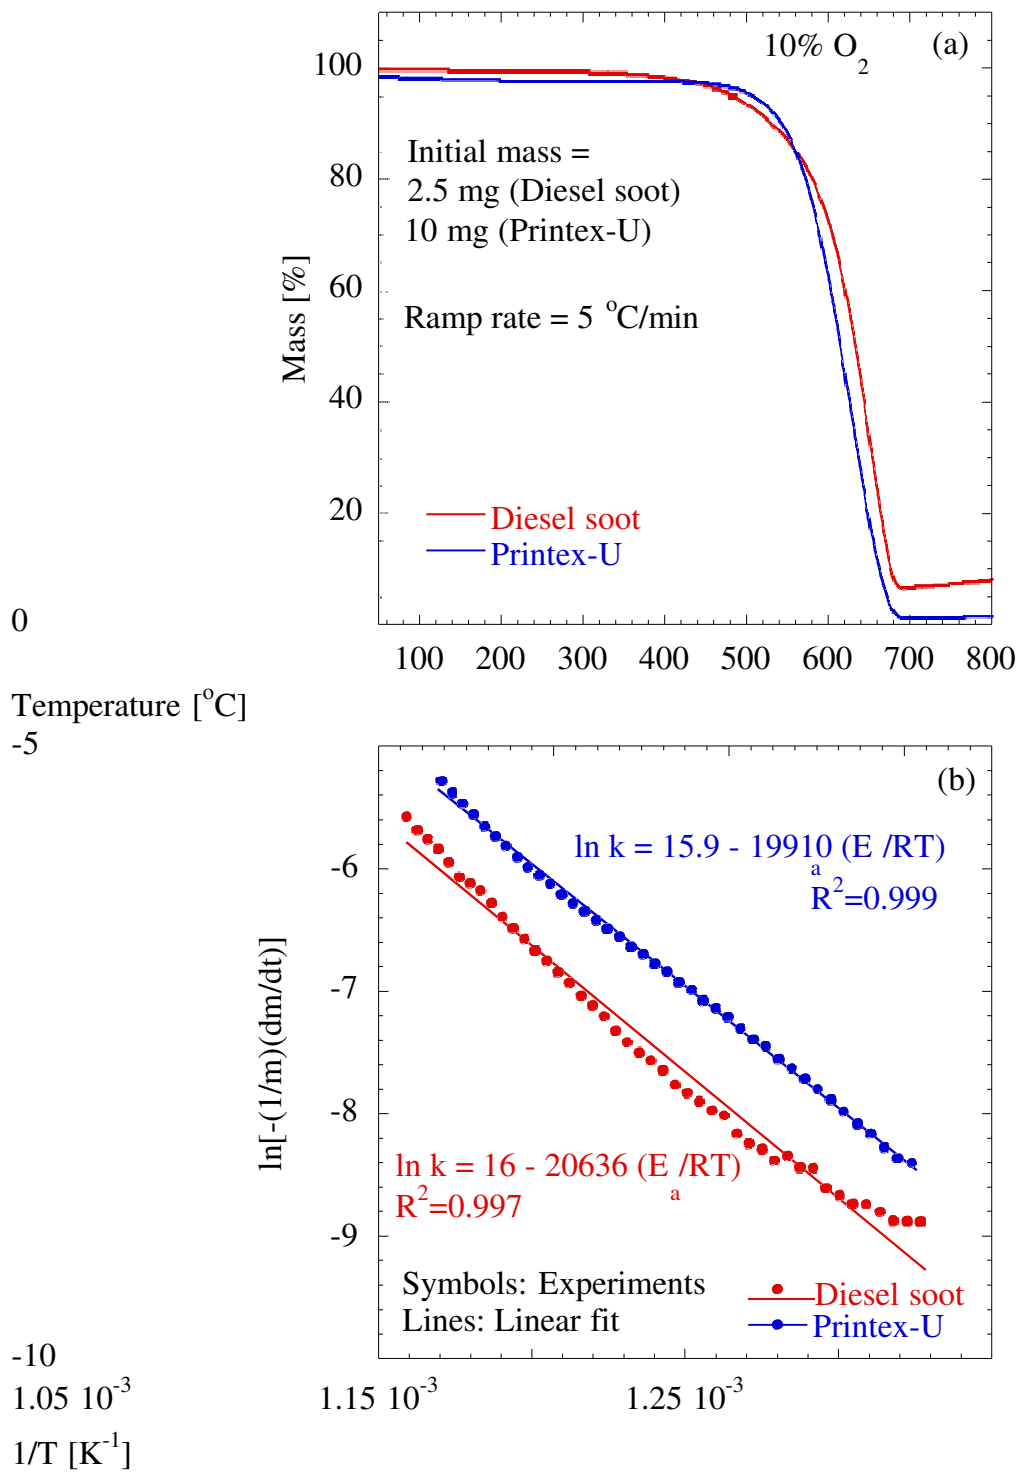 10% O2
(a)
100
Initial mass =
2.5 mg (Diesel soot)
80
10 mg (Printex-U)
Mass [%]
60
Ramp rate = 5 °C/min
40
20
Diesel soot
Printex-U
0
100 200 300 400 500 600 700 800
Temperature [°C]
-5
(b)
ln k = 15.9 - 19910 (Ea/RT)
R²=0.999
-6
ln[-(1/m)(dm/dt)]
-7
-8
ln k = 16 - 20636 (Ea/RT)
R²=0.997
-9
Symbols: Experiments
Lines: Linear fit
Diesel soot
Printex-U
-10
1.05 10⁻³ 1.15 10⁻³ 1.25 10⁻³
1/T [K⁻¹]